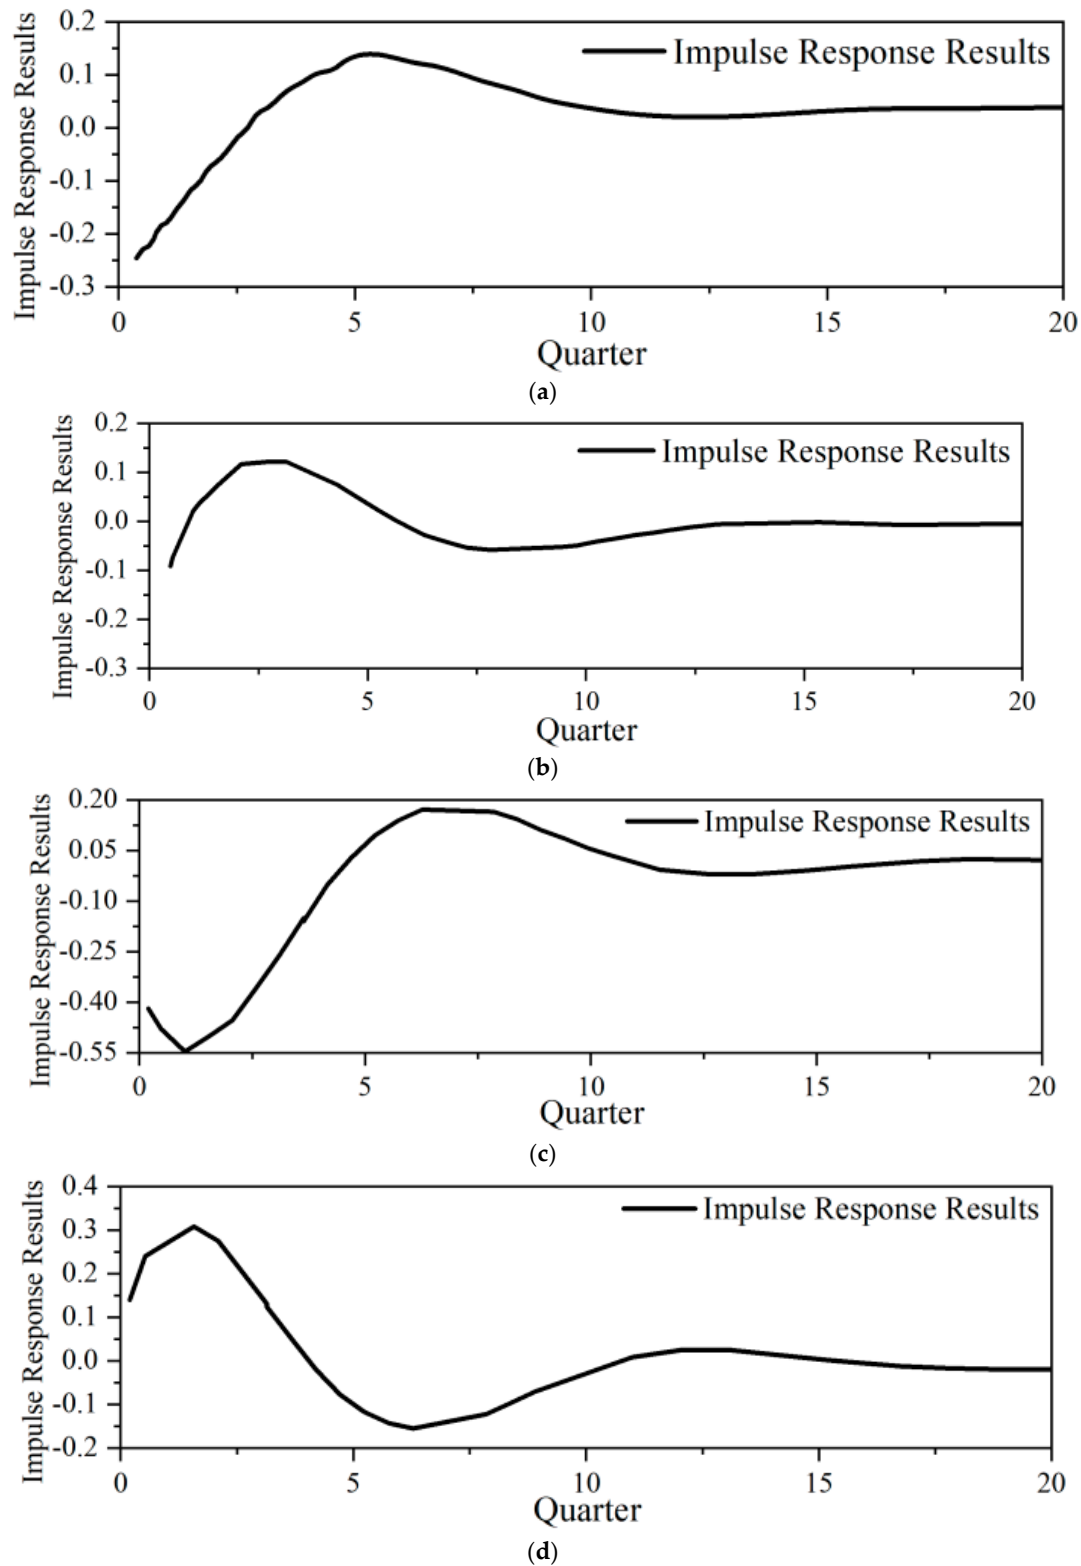 Impulse Response Results
0.2
0.1
0.0
-0.1
-0.2
-0.3
Impulse Response Results
0 5 10 15 20
Quarter
(a)
Impulse Response Results
0.2
0.1
0.0
-0.1
-0.2
-0.3
Impulse Response Results
0 5 10 15 20
Quarter
(b)
Impulse Response Results
0.20
0.05
-0.10
-0.25
-0.40
-0.55
Impulse Response Results
0 5 10 15 20
Quarter
(c)
Impulse Response Results
0.4
0.3
0.2
0.1
0.0
-0.1
-0.2
Impulse Response Results
0 5 10 15 20
Quarter
(d)